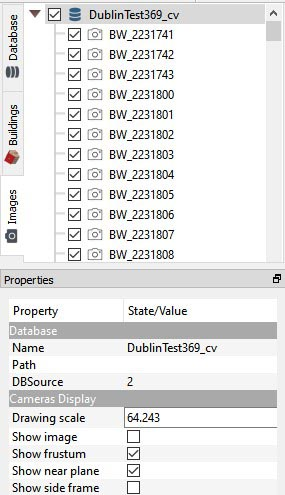 Database
Buildings
Images
DublinTest369_cv
BW_2231741
BW_2231742
BW_2231743
BW_2231800
BW_2231801
BW_2231802
BW_2231803
BW_2231804
BW_2231805
BW_2231806
BW_2231807
BW_2231808
Properties
Property State/Value
Database
Name DublinTest369_cv
Path
DBSource 2
Cameras Display
Drawing scale 64.243
Show image
Show frustum
Show near plane
Show side frame